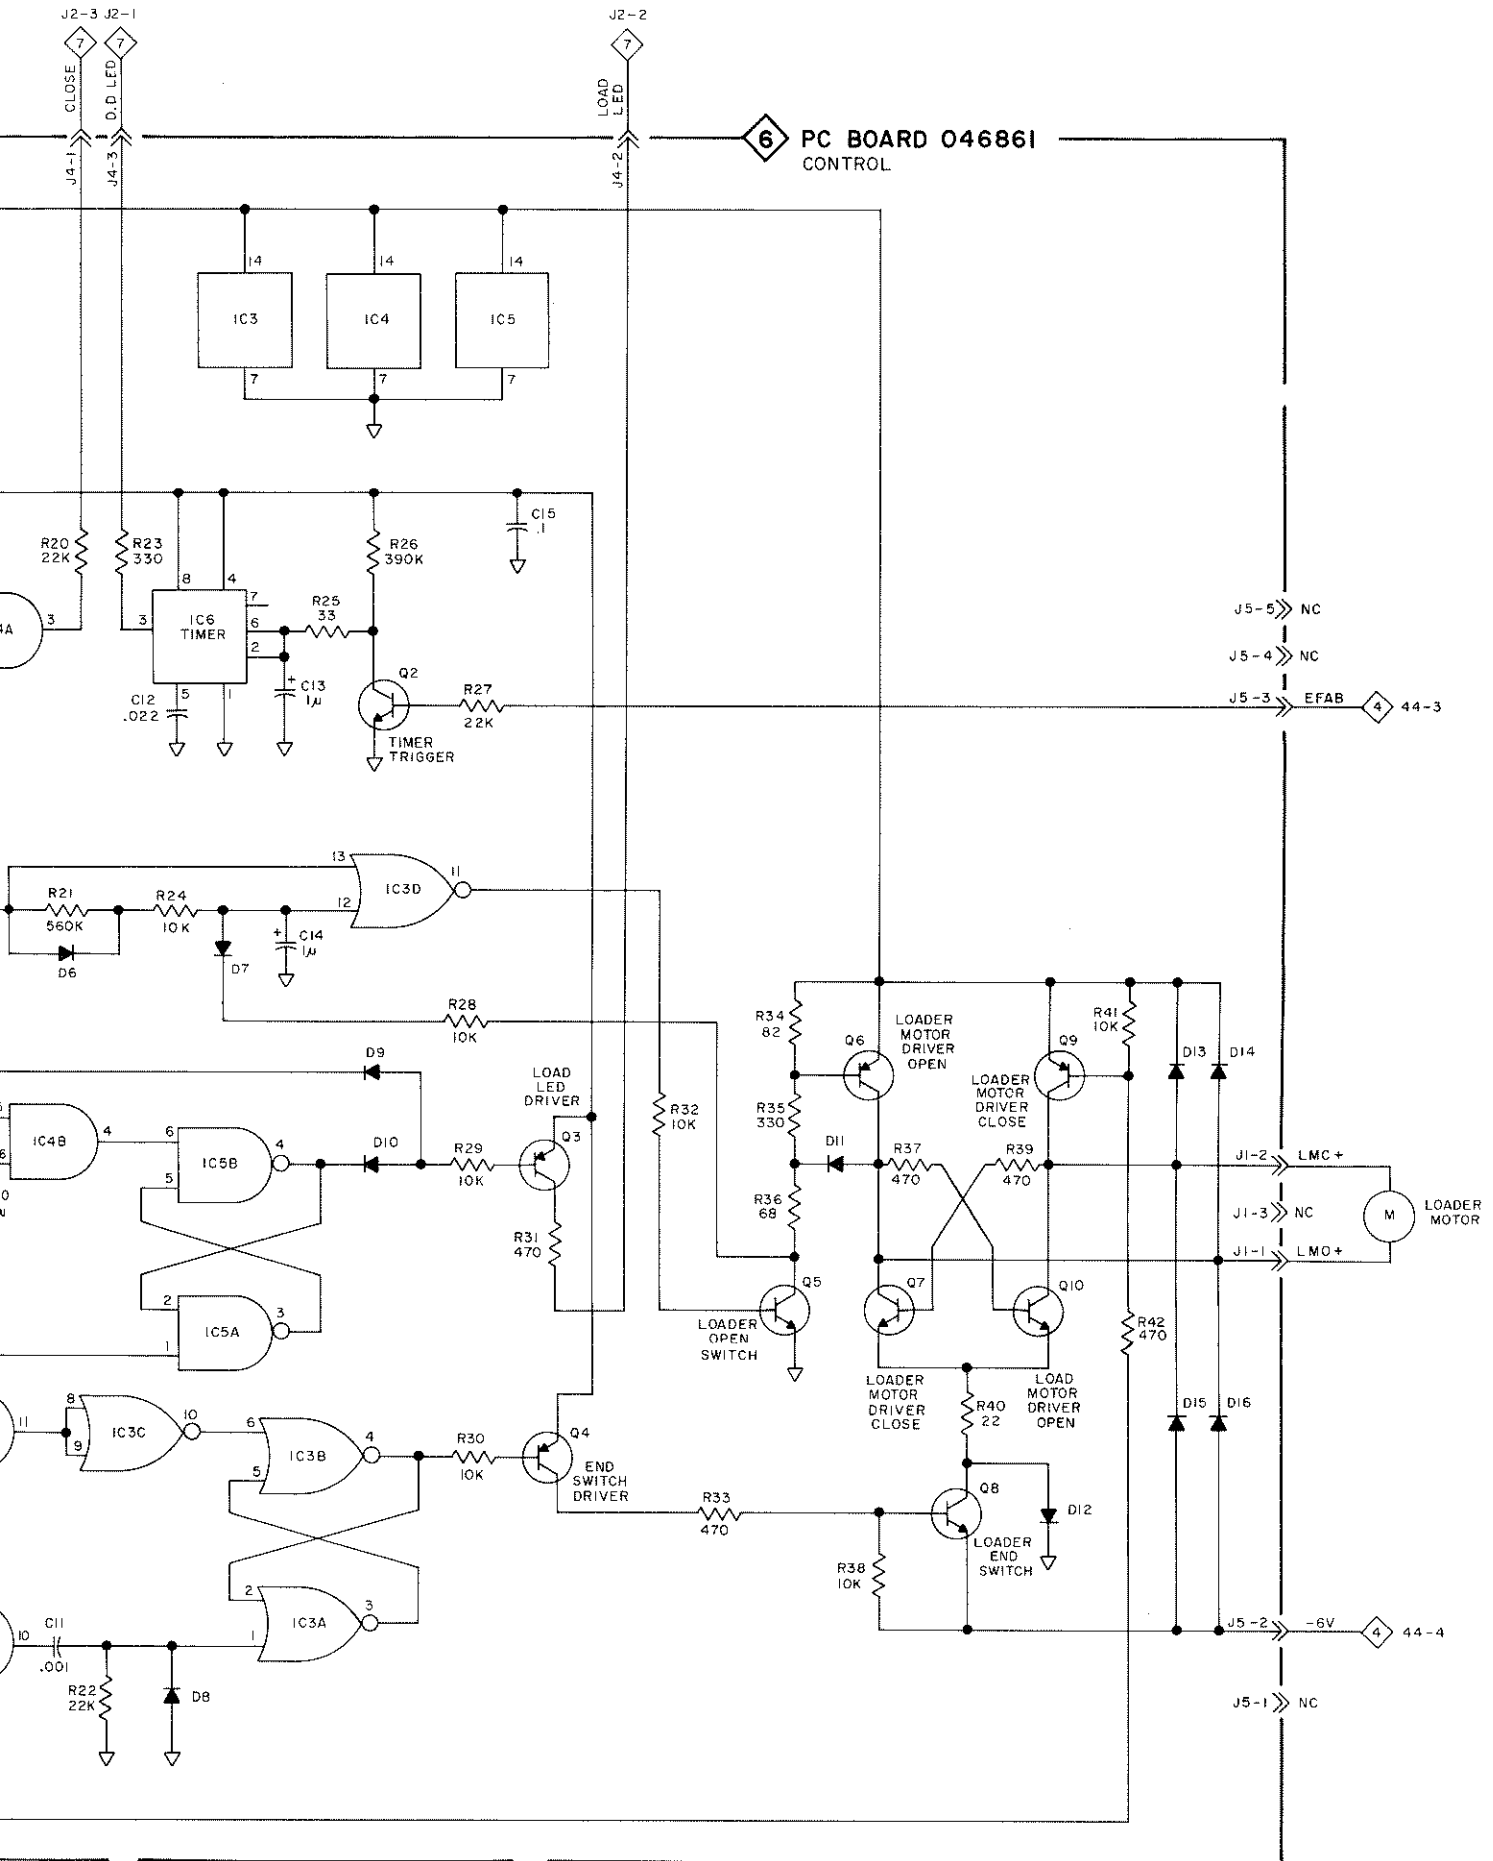 J2-3 J2-1
J2-2
7
7
7
CLOSE
D.D LED
LOAD
LED
J4-1
J4-3
J4-2
6 PC BOARD 046861
CONTROL
14
14
14
IC3
IC4
IC5
7
7
7
C15
.1
R20
22K
R23
330
R26
390K
8
4
7
R25
33
3
3
IC6
TIMER
6
2
4A
J5-5 NC
J5-4 NC
Q2
C13
1µ
R27
22K
J5-3 EFAB 4 44-3
C12
.022
5
1
TIMER
TRIGGER
13
11
IC3D
12
R21
560K
R24
10K
C14
1µ
D6
D7
R28
10K
R34
82
Q6
LOADER
MOTOR
DRIVER
OPEN
Q9
R41
10K
D13
D14
LOADER
MOTOR
DRIVER
CLOSE
D9
LOAD
LED
DRIVER
R32
10K
R35
330
IC4B
4
6
6
IC5B
4
5
D10
R29
10K
Q3
D11
R37
470
R39
470
J1-2 LMC+
R36
68
J1-3 NC
M
LOADER
MOTOR
J1-1 LMO+
R31
470
Q5
Q7
Q10
2
IC5A
3
1
LOADER
OPEN
SWITCH
R42
470
LOADER
MOTOR
DRIVER
CLOSE
LOAD
MOTOR
DRIVER
OPEN
R40
22
D15
D16
11
8
9
IC3C
10
6
IC3B
4
5
R30
10K
Q4
END
SWITCH
DRIVER
R33
470
Q8
D12
LOADER
END
SWITCH
R38
10K
2
IC3A
3
1
10
C11
.001
R22
22K
D8
J5-2 -6V 4 44-4
J5-1 NC